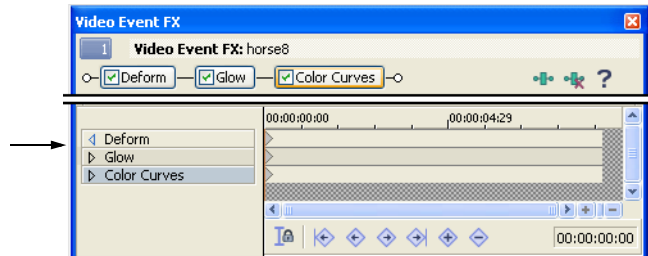 Video Event FX
1 Video Event FX: horse8
Deform Glow Color Curves ?
00:00:00:00 00:00:04:29
Deform
Glow
Color Curves
00:00:00:00